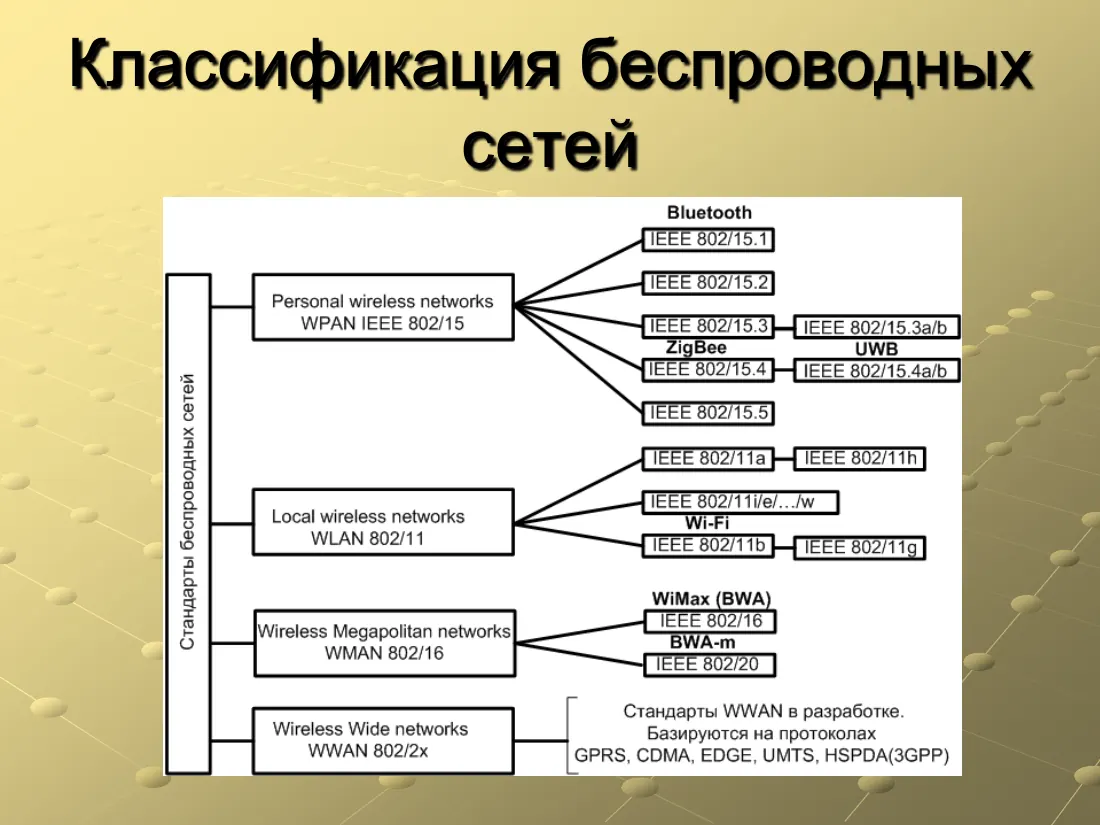 Классификация беспроводных
сетей
Стандарты беспроводных сетей
Personal wireless networks
WPAN IEEE 802/15
Bluetooth
IEEE 802/15.1
IEEE 802/15.2
IEEE 802/15.3
IEEE 802/15.3a/b
ZigBee
UWB
IEEE 802/15.4
IEEE 802/15.4a/b
IEEE 802/15.5
Local wireless networks
WLAN 802/11
IEEE 802/11a
IEEE 802/11h
IEEE 802/11i/e/…/w
Wi-Fi
IEEE 802/11b
IEEE 802/11g
Wireless Megapolitan networks
WMAN 802/16
WiMax (BWA)
IEEE 802/16
BWA-m
IEEE 802/20
Wireless Wide networks
WWAN 802/2x
Стандарты WWAN в разработке.
Базируются на протоколах
GPRS, CDMA, EDGE, UMTS, HSPDA(3GPP)